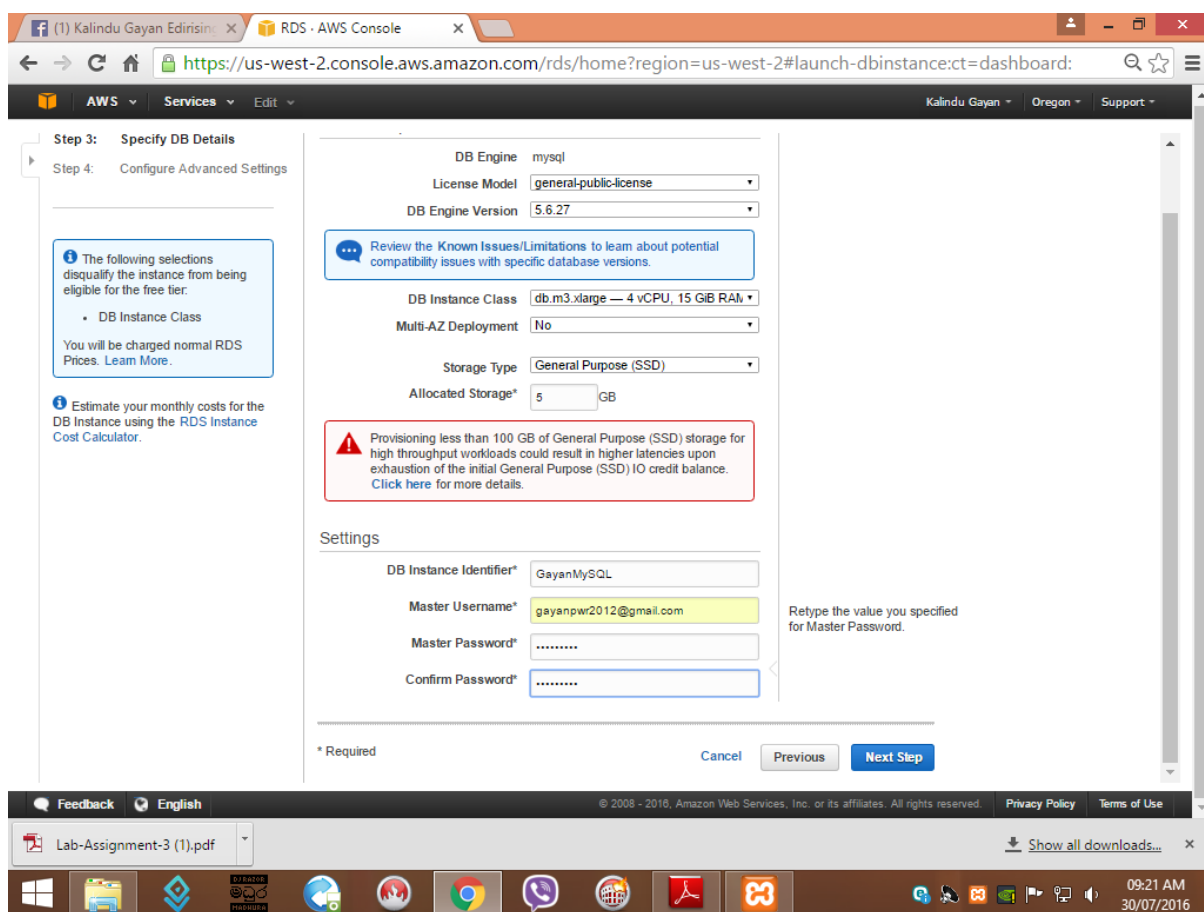 (1) Kalindu Gayan Edirising
RDS · AWS Console
https://us-west-2.console.aws.amazon.com/rds/home?region=us-west-2#launch-dbinstance:ct=dashboard:
AWS Services Edit Kalindu Gayan Oregon Support
Step 3: Specify DB Details
Step 4: Configure Advanced Settings
The following selections
disqualify the instance from being
eligible for the free tier:
• DB Instance Class
You will be charged normal RDS
Prices. Learn More.
Estimate your monthly costs for the
DB Instance using the RDS Instance
Cost Calculator.
DB Engine mysql
License Model general-public-license
DB Engine Version 5.6.27
Review the Known Issues/Limitations to learn about potential
compatibility issues with specific database versions.
DB Instance Class db.m3.xlarge — 4 vCPU, 15 GiB RAM
Multi-AZ Deployment No
Storage Type General Purpose (SSD)
Allocated Storage* 5 GB
Provisioning less than 100 GB of General Purpose (SSD) storage for
high throughput workloads could result in higher latencies upon
exhaustion of the initial General Purpose (SSD) IO credit balance.
Click here for more details.
Settings
DB Instance Identifier* GayanMySQL
Master Username* gayanpwr2012@gmail.com
Master Password* •••••••••
Confirm Password* •••••••••
Retype the value you specified
for Master Password.
* Required
Cancel Previous Next Step
Feedback English © 2008 - 2016, Amazon Web Services, Inc. or its affiliates. All rights reserved. Privacy Policy Terms of Use
Lab-Assignment-3 (1).pdf Show all downloads...
මධුර
09:21 AM
30/07/2016